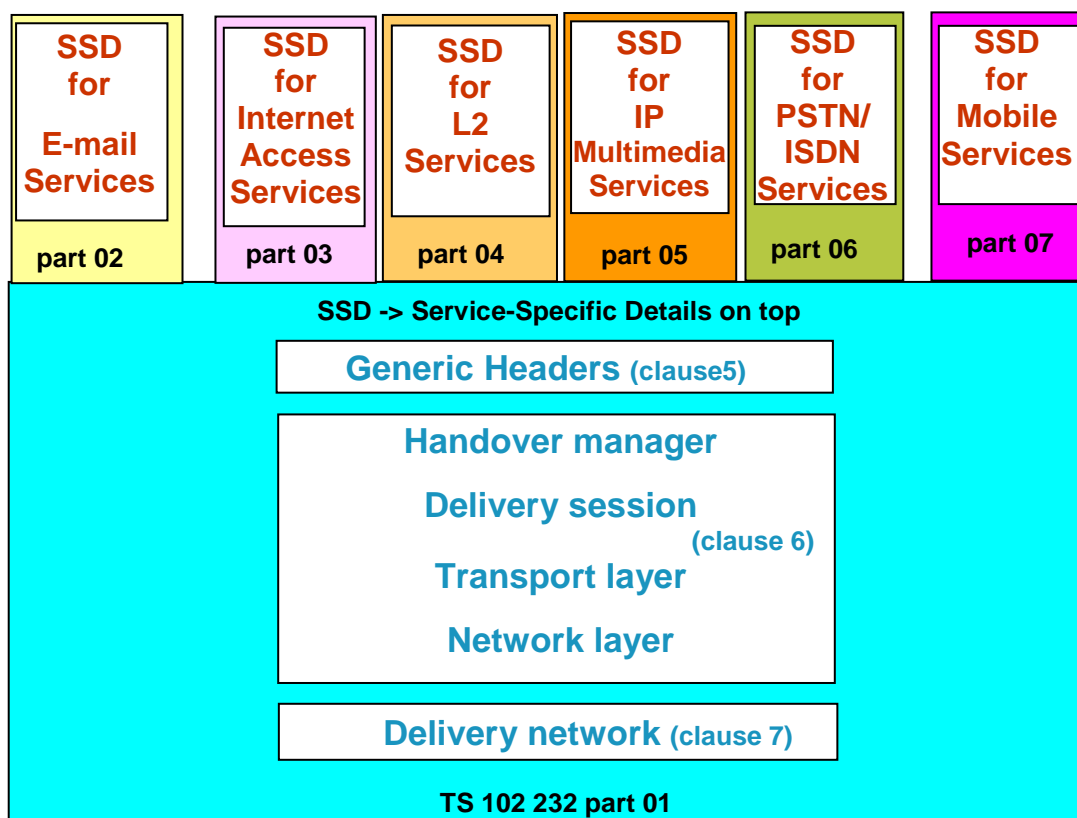 SSD
for
E-mail
Services
part 02
SSD
for
Internet
Access
Services
part 03
SSD
for
L2
Services
part 04
SSD
for
IP
Multimedia
Services
part 05
SSD
for
PSTN/
ISDN
Services
part 06
SSD
for
Mobile
Services
part 07
SSD -> Service-Specific Details on top
Generic Headers (clause5)
Handover manager
Delivery session
(clause 6)
Transport layer
Network layer
Delivery network (clause 7)
TS 102 232 part 01